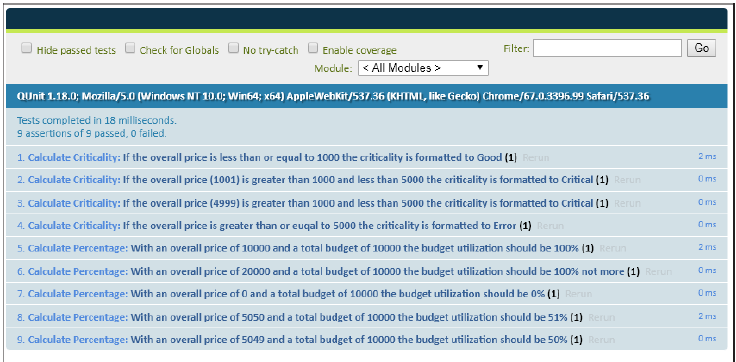 Hide passed tests Check for Globals No try-catch Enable coverage Filter: Go
Module: < All Modules >
QUnit 1.18.0; Mozilla/5.0 (Windows NT 10.0; Win64; x64) AppleWebKit/537.36 (KHTML, like Gecko) Chrome/67.0.3396.99 Safari/537.36
Tests completed in 18 milliseconds.
9 assertions of 9 passed, 0 failed.
1. Calculate Criticality: If the overall price is less than or equal to 1000 the criticality is formatted to Good (1) Rerun 2 ms
2. Calculate Criticality: If the overall price (1001) is greater than 1000 and less than 5000 the criticality is formatted to Critical (1) Rerun 0 ms
3. Calculate Criticality: If the overall price (4999) is greater than 1000 and less than 5000 the criticality is formatted to Critical (1) Rerun 0 ms
4. Calculate Criticality: If the overall price is greater than or euqal to 5000 the criticality is formatted to Error (1) Rerun 0 ms
5. Calculate Percentage: With an overall price of 10000 and a total budget of 10000 the budget utilization should be 100% (1) Rerun 2 ms
6. Calculate Percentage: With an overall price of 20000 and a total budget of 10000 the budget utilization should be 100% not more (1) Rerun 0 ms
7. Calculate Percentage: With an overall price of 0 and a total budget of 10000 the budget utilization should be 0% (1) Rerun 0 ms
8. Calculate Percentage: With an overall price of 5050 and a total budget of 10000 the budget utilization should be 51% (1) Rerun 2 ms
9. Calculate Percentage: With an overall price of 5049 and a total budget of 10000 the budget utilization should be 50% (1) Rerun 0 ms